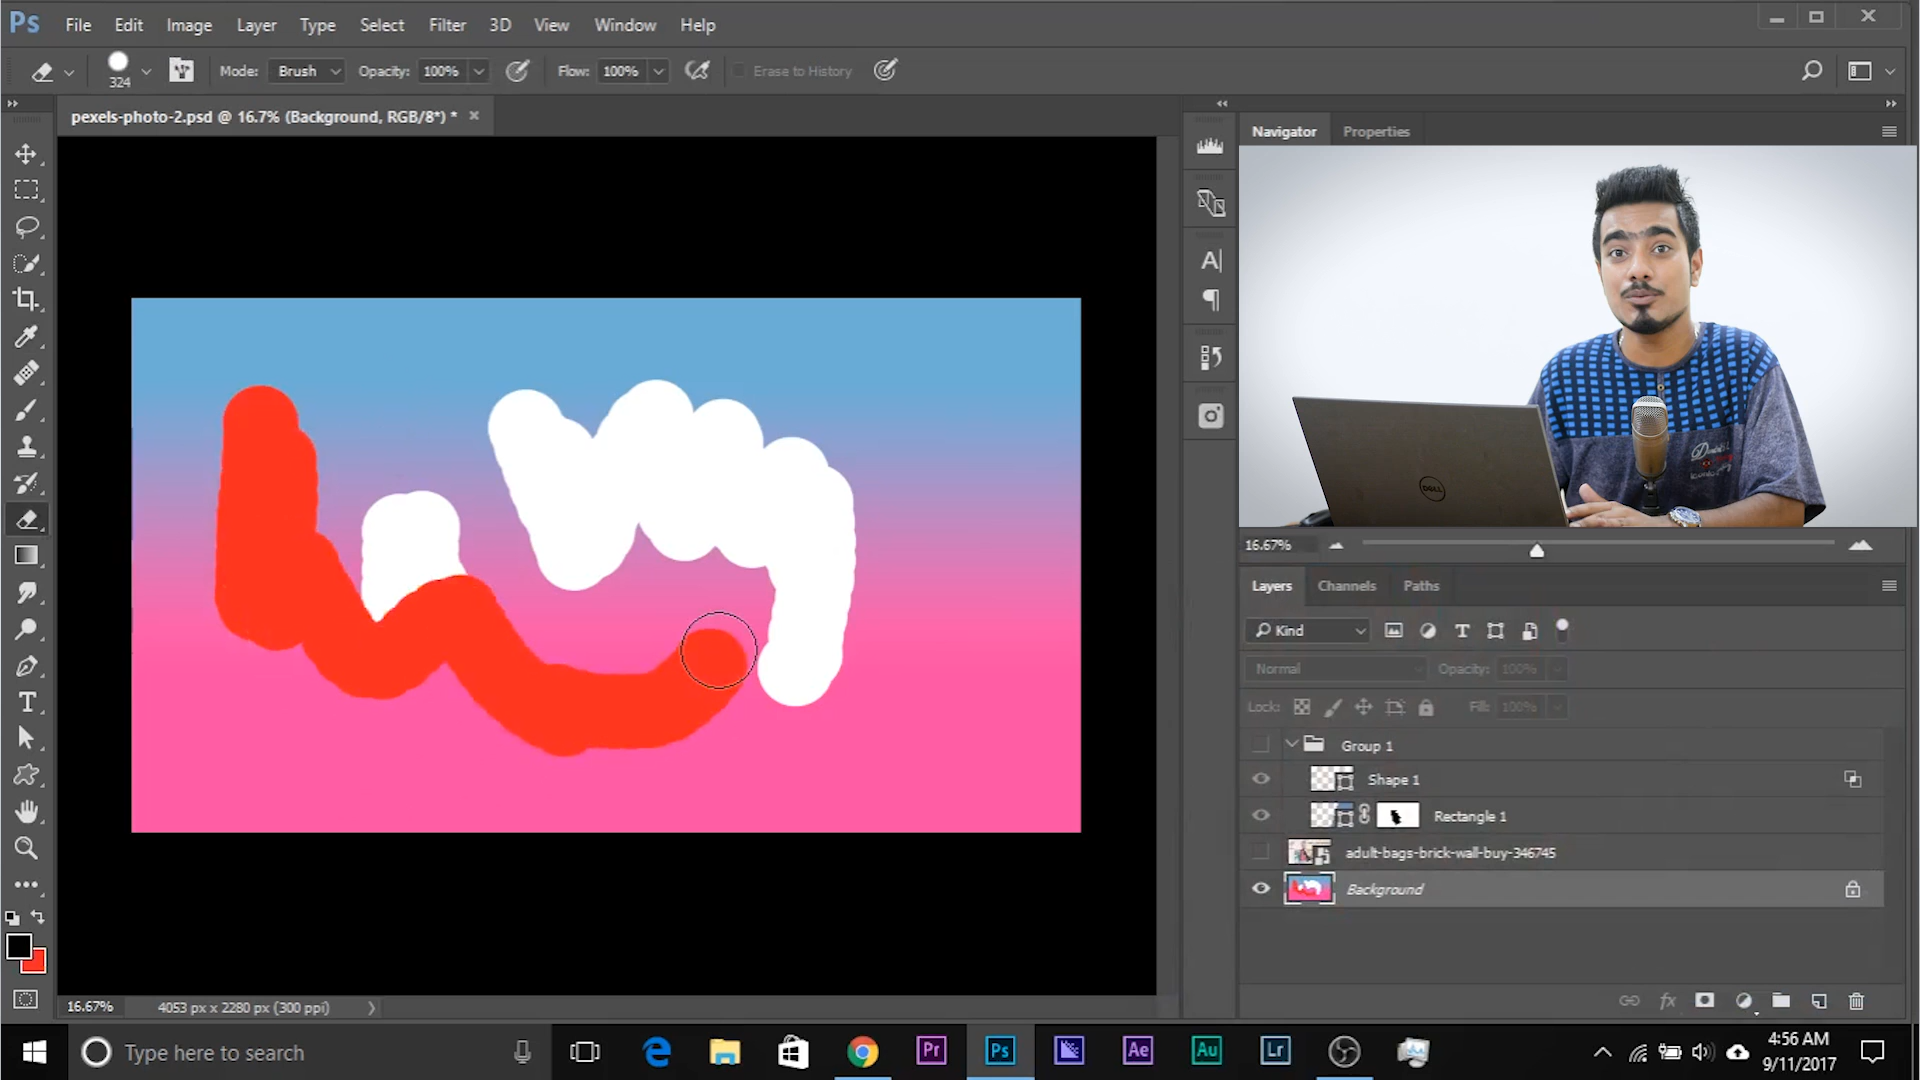 Ps File Edit Image Layer Type Select Filter 3D View Window Help
324 Mode: Brush Opacity: 100% Flow: 100% Erase to History
pexels-photo-2.psd @ 16.7% (Background, RGB/8*) *
Navigator Properties
DELL
16.67%
Layers Channels Paths
Kind
Normal Opacity: 100%
Lock: Fill: 100%
Group 1
Shape 1
Rectangle 1
adult-bags-brick-wall-buy-346745
Background
fx
16.67% 4053 px x 2280 px (300 ppi)
Type here to search
Pr Ps Ae Au Lr
4:56 AM
9/11/2017